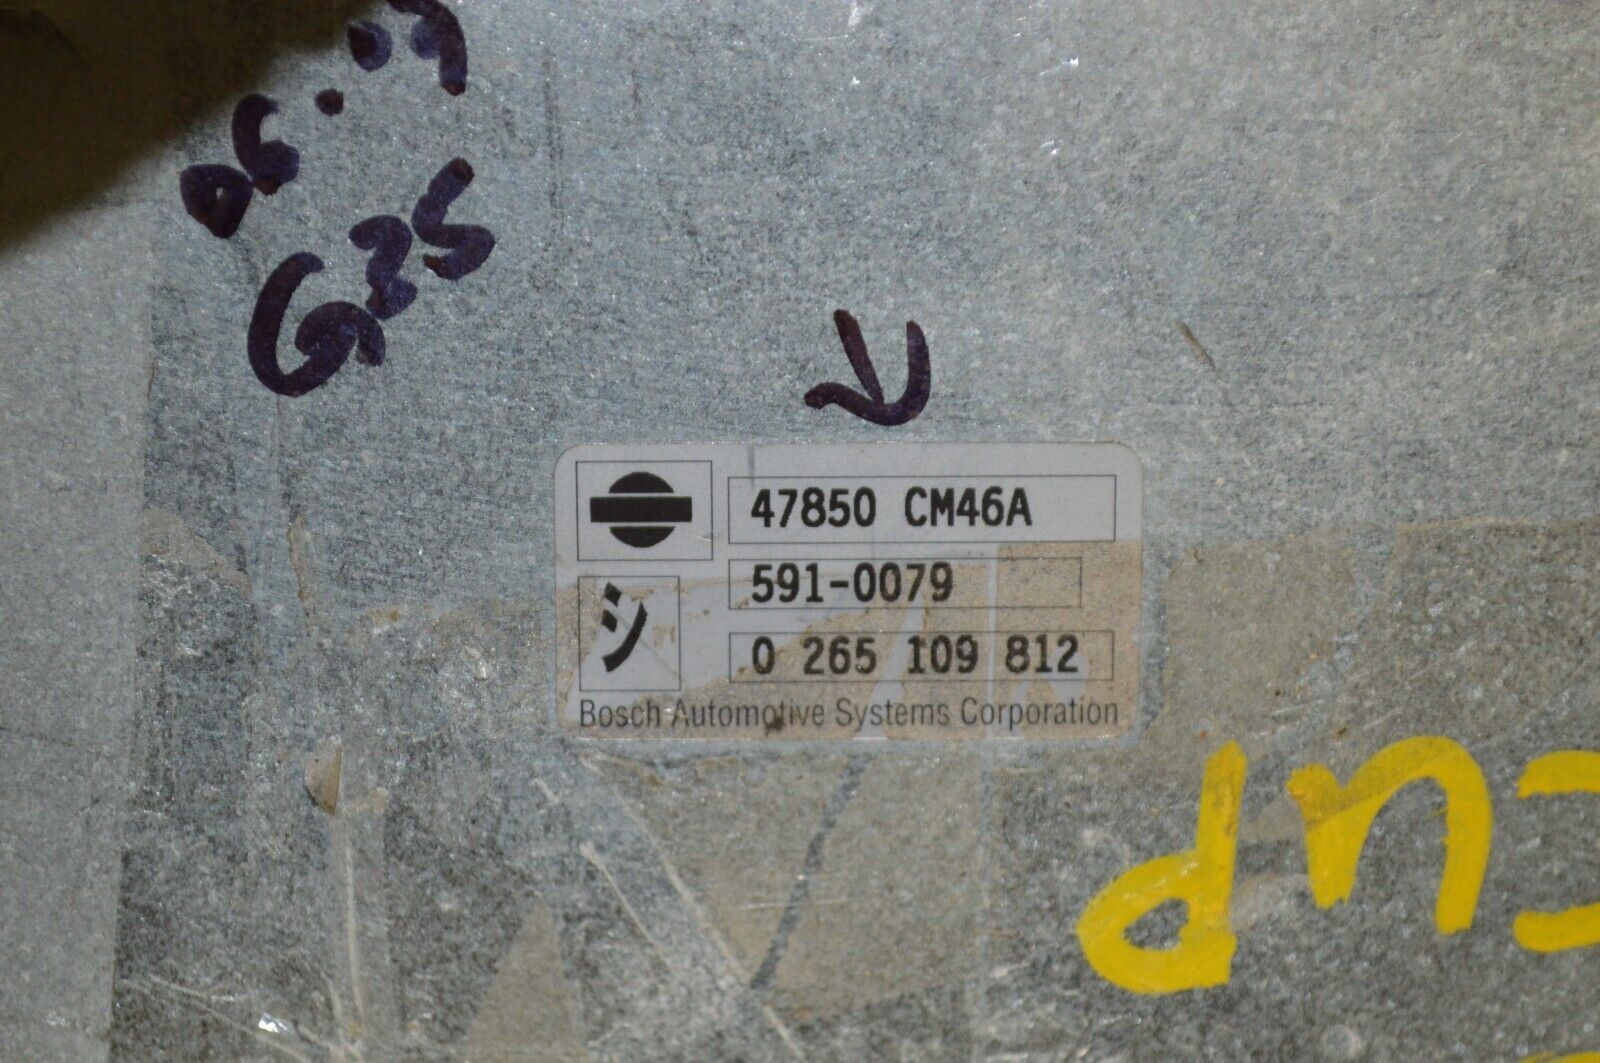 G35
47850 CM46A
シ
591-0079
0 265 109 812
Bosch Automotive Systems Corporation